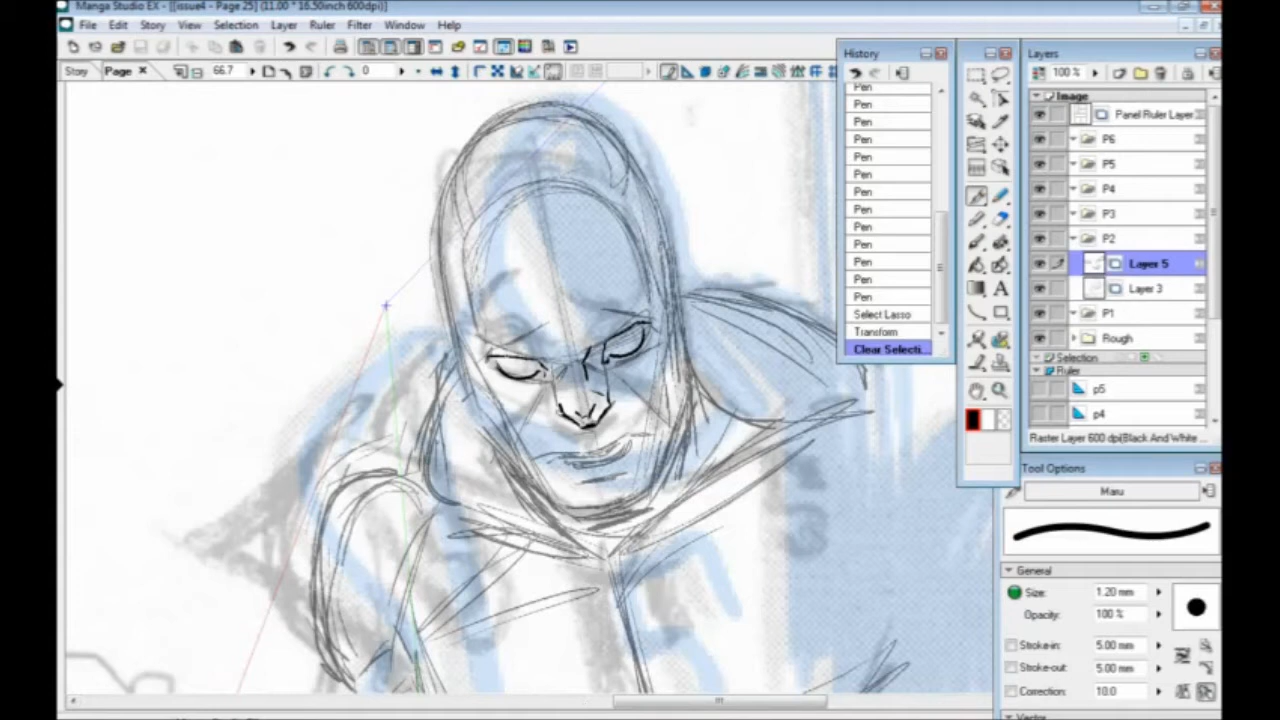 Manga Studio EX - [[issue4 - Page 25] (11.00 * 16.50inch 600dpi)]
File Edit Story View Selection Layer Ruler Filter Window Help
Story Page 66.7 0
History
Pen
Pen
Pen
Pen
Pen
Pen
Pen
Pen
Pen
Pen
Pen
Pen
Pen
Select Lasso
Transform
Clear Selecti...
Layers
100 %
Image
Panel Ruler Layer
P6
P5
P4
P3
P2
Layer 5
Layer 3
P1
Rough
Selection
Ruler
p5
p4
Raster Layer 600 dpi(Black And White ...
Tool Options
Maru
General
Size: 1.20 mm
Opacity: 100 %
Stroke-in: 5.00 mm
Stroke-out: 5.00 mm
Correction: 10.0